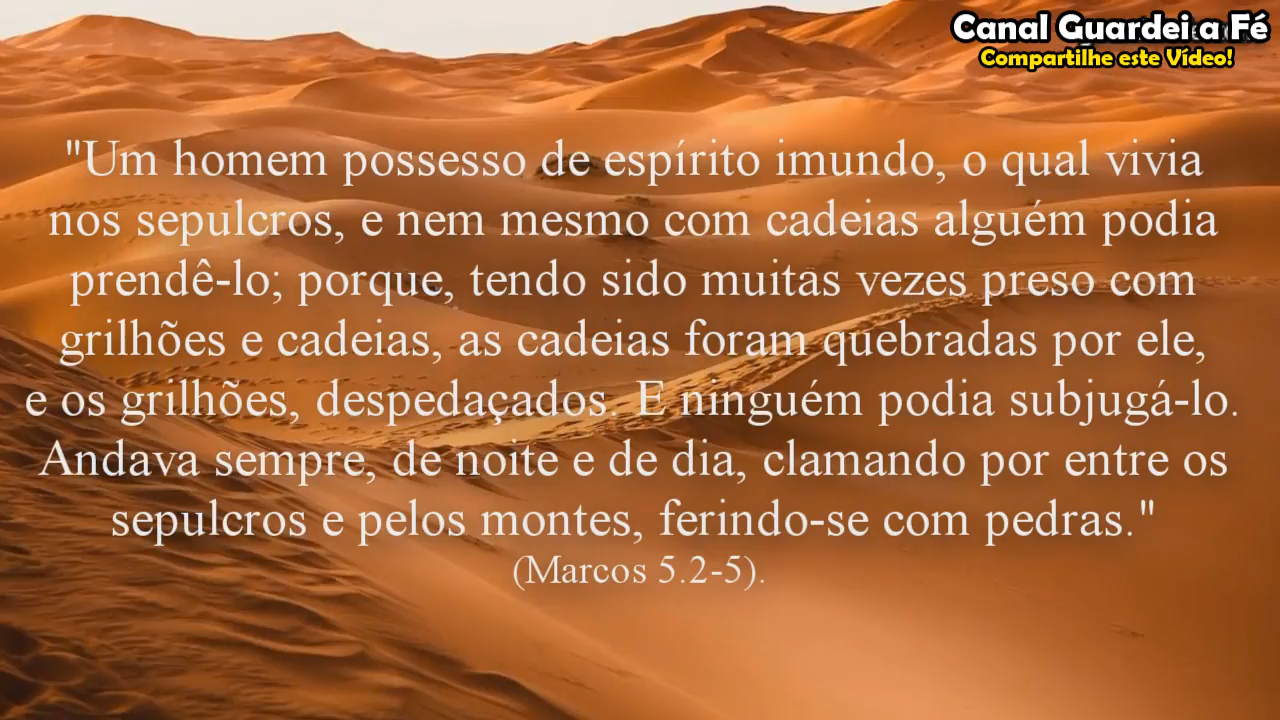 Canal Guardei a Fé
Compartilhe este Vídeo!
"Um homem possesso de espírito imundo, o qual vivia
nos sepulcros, e nem mesmo com cadeias alguém podia
prendê-lo; porque, tendo sido muitas vezes preso com
grilhões e cadeias, as cadeias foram quebradas por ele,
e os grilhões, despedaçados. E ninguém podia subjugá-lo.
Andava sempre, de noite e de dia, clamando por entre os
sepulcros e pelos montes, ferindo-se com pedras."
(Marcos 5.2-5).